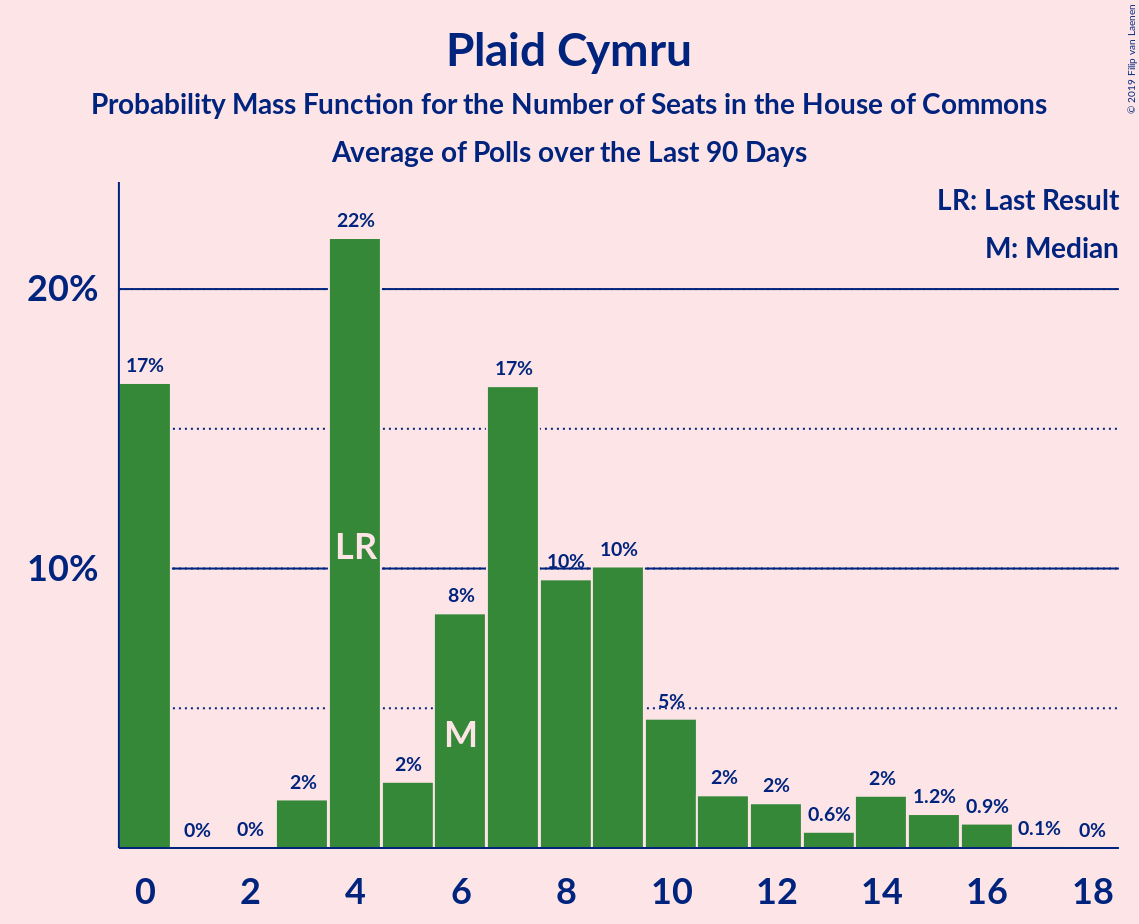 © 2019 Filip van Laenen
Plaid Cymru
Probability Mass Function for the Number of Seats in the House of Commons
Average of Polls over the Last 90 Days
LR: Last Result
M: Median
20%
10%
17%
0%
0%
2%
22%
2%
8%
17%
10%
10%
5%
2%
2%
0.6%
2%
1.2%
0.9%
0.1%
0%
LR
M
0 2 4 6 8 10 12 14 16 18